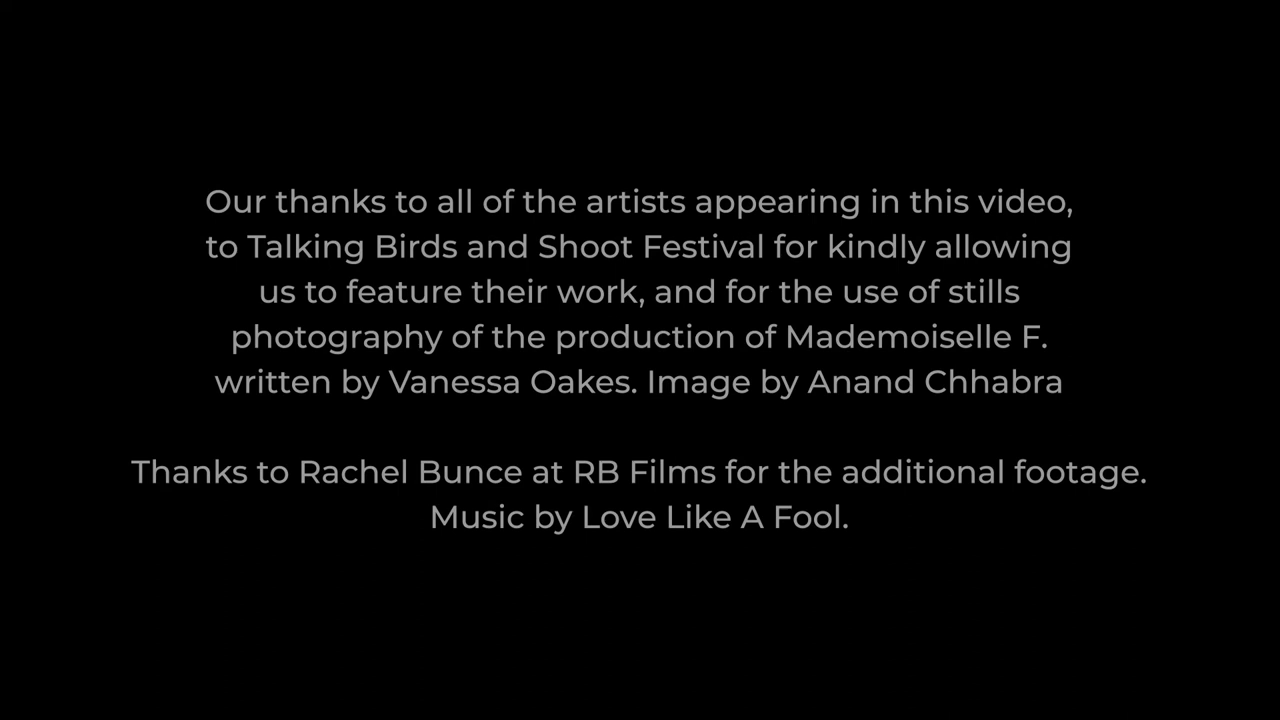 Our thanks to all of the artists appearing in this video,
to Talking Birds and Shoot Festival for kindly allowing
us to feature their work, and for the use of stills
photography of the production of Mademoiselle F.
written by Vanessa Oakes. Image by Anand Chhabra
Thanks to Rachel Bunce at RB Films for the additional footage.
Music by Love Like A Fool.